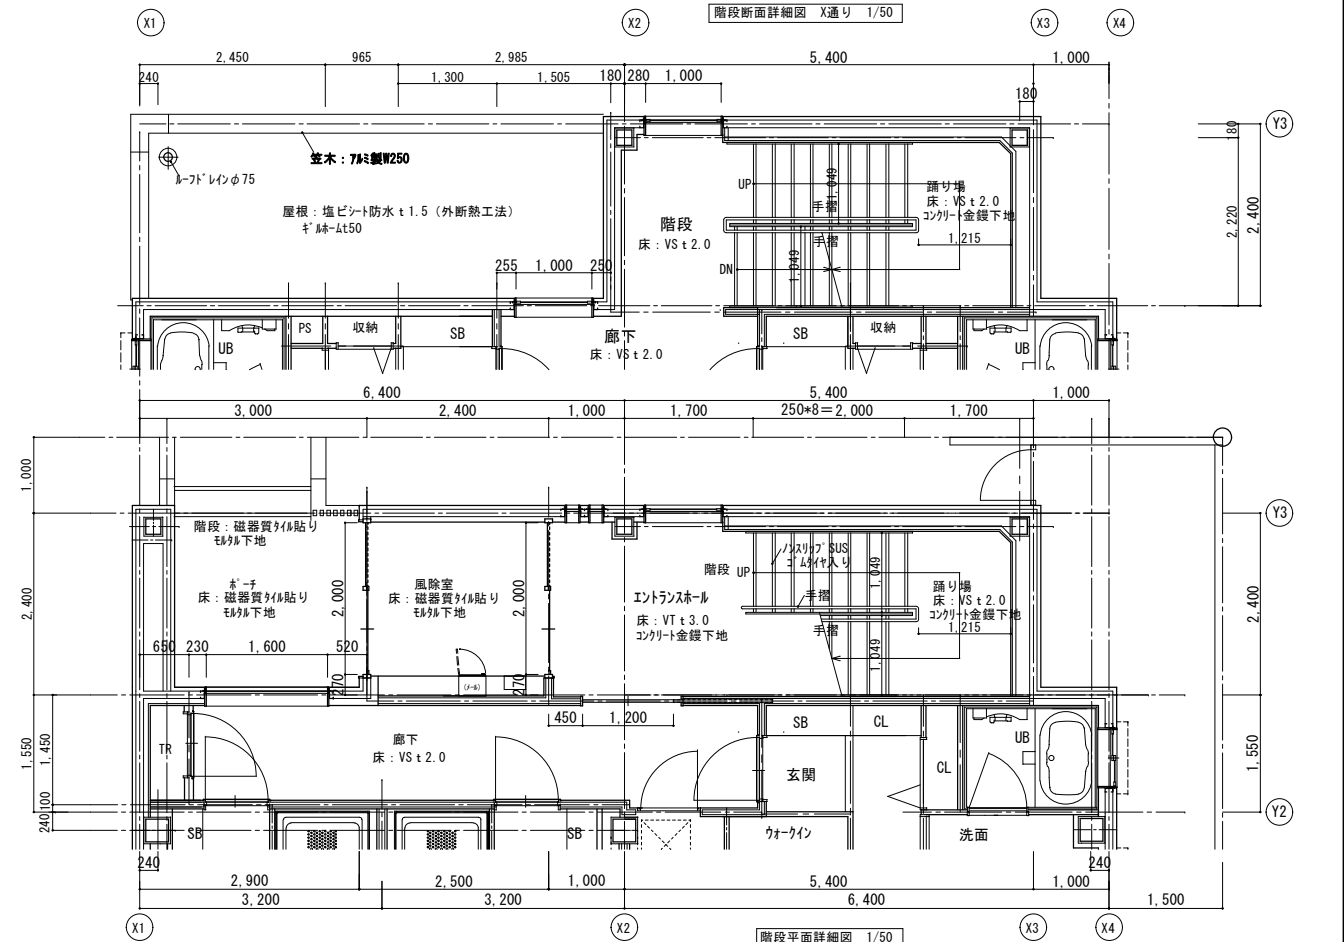 階段断面詳細図 X通り 1/50
X1
X2
X3
X4
2,450
965
2,985
5,400
1,000
240
1,300
1,505
180
280
1,000
180
Y3
180
2,220
2,400
笠木：ｱﾙﾐ製W250
ﾙｰﾌﾄﾞﾚｲﾝφ75
屋根：塩ビシート防水ｔ1.5（外断熱工法）
ｷﾞﾙﾎｰﾑt50
階段
床：VSｔ2.0
UP
DN
1,049
手摺
手摺
1,049
踊り場
床：VSｔ2.0
ｺﾝｸﾘｰﾄ金鏝下地
1,215
255
1,000
250
UB
PS
収納
SB
廊下
床：VSｔ2.0
SB
収納
UB
6,400
5,400
1,000
3,000
2,400
1,000
1,700
250*8＝2,000
1,700
1,000
2,400
1,550
1,450
100
240
Y3
2,400
1,550
Y2
階段：磁器質ﾀｲﾙ貼り
ﾓﾙﾀﾙ下地
ﾎﾟｰﾁ
床：磁器質ﾀｲﾙ貼り
ﾓﾙﾀﾙ下地
2,000
風除室
床：磁器質ﾀｲﾙ貼り
ﾓﾙﾀﾙ下地
2,000
エントランスホール
床：VTｔ3.0
ｺﾝｸﾘｰﾄ金鏝下地
階段
UP
ﾉﾝｽﾘｯﾌﾟSUS
ｺﾞﾑﾀｲﾔ入り
1,049
手摺
手摺
1,049
踊り場
床：VSｔ2.0
ｺﾝｸﾘｰﾄ金鏝下地
1,215
650
230
1,600
520
270
(ﾒｰﾙ)
270
450
1,200
TR
廊下
床：VSｔ2.0
SB
CL
玄関
CL
UB
SB
SB
ｳｫｰｸイン
洗面
240
240
2,900
2,500
1,000
5,400
1,000
3,200
3,200
6,400
1,500
X1
X2
X3
X4
階段平面詳細図 1/50